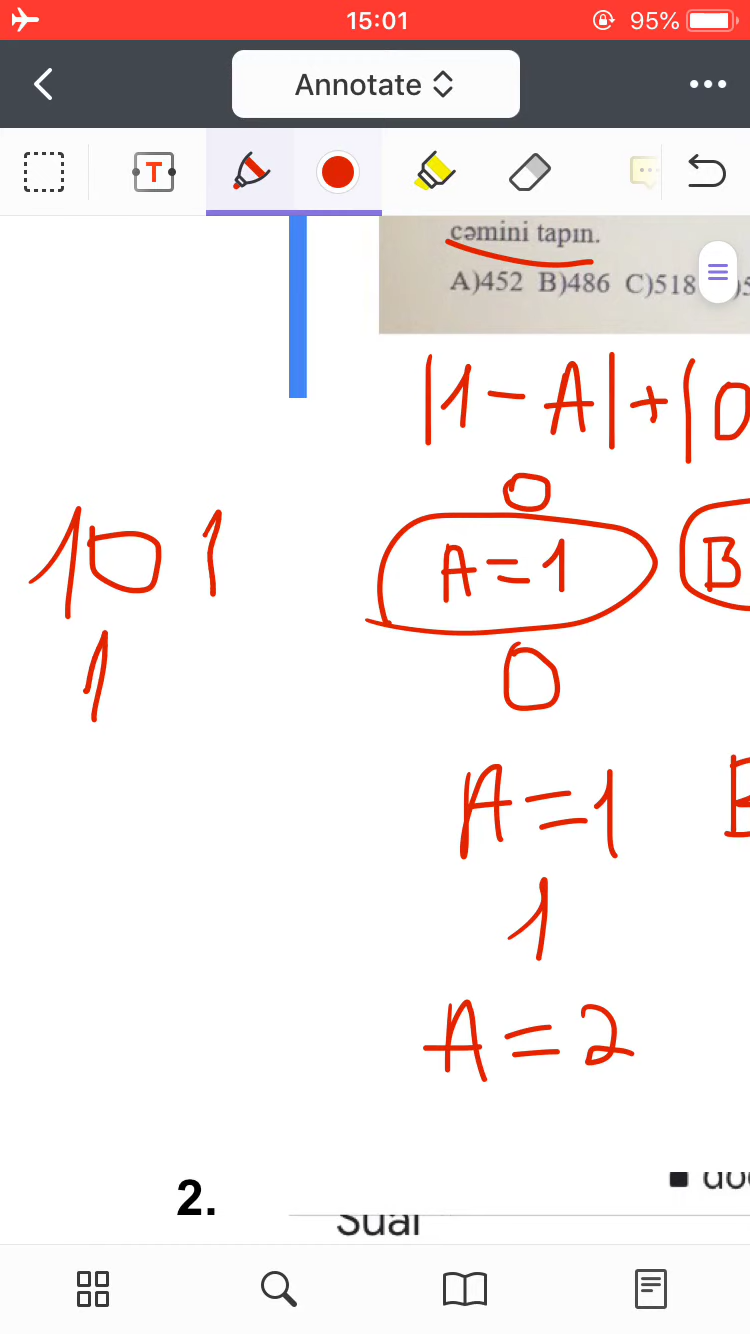 15:01 95%
Annotate
T
cəmini tapın.
A)452 B)486 C)518
|1-A|+|0
0
101 A=1 B
1 0
A=1
1
A=2
2.
Sual